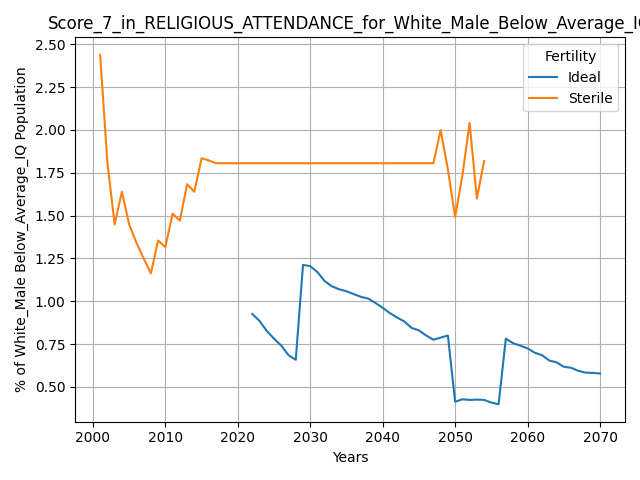 Score_7_in_RELIGIOUS_ATTENDANCE_for_White_Male_Below_Average_IQ
Fertility
Ideal
Sterile
2.50
2.25
2.00
1.75
1.50
1.25
1.00
0.75
0.50
% of White_Male Below_Average_IQ Population
2000 2010 2020 2030 2040 2050 2060 2070
Years